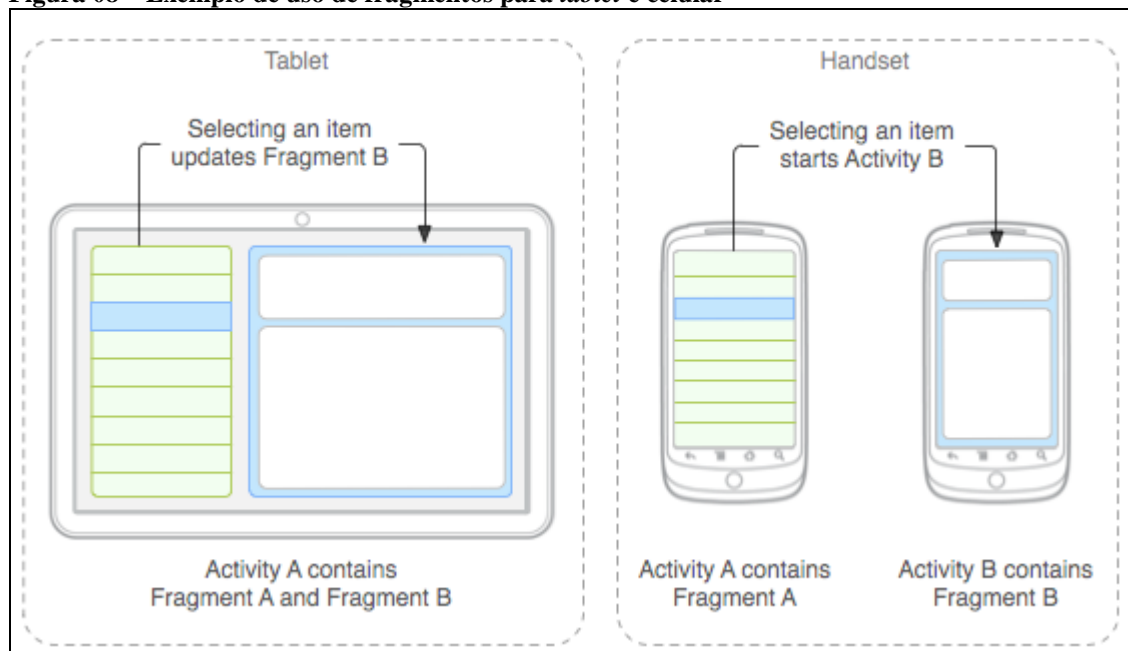 Figura 08 – Exemplo de uso de fragmentos para tablet e celular
Tablet
Selecting an item
updates Fragment B
Activity A contains
Fragment A and Fragment B
Handset
Selecting an item
starts Activity B
Activity A contains
Fragment A
Activity B contains
Fragment B